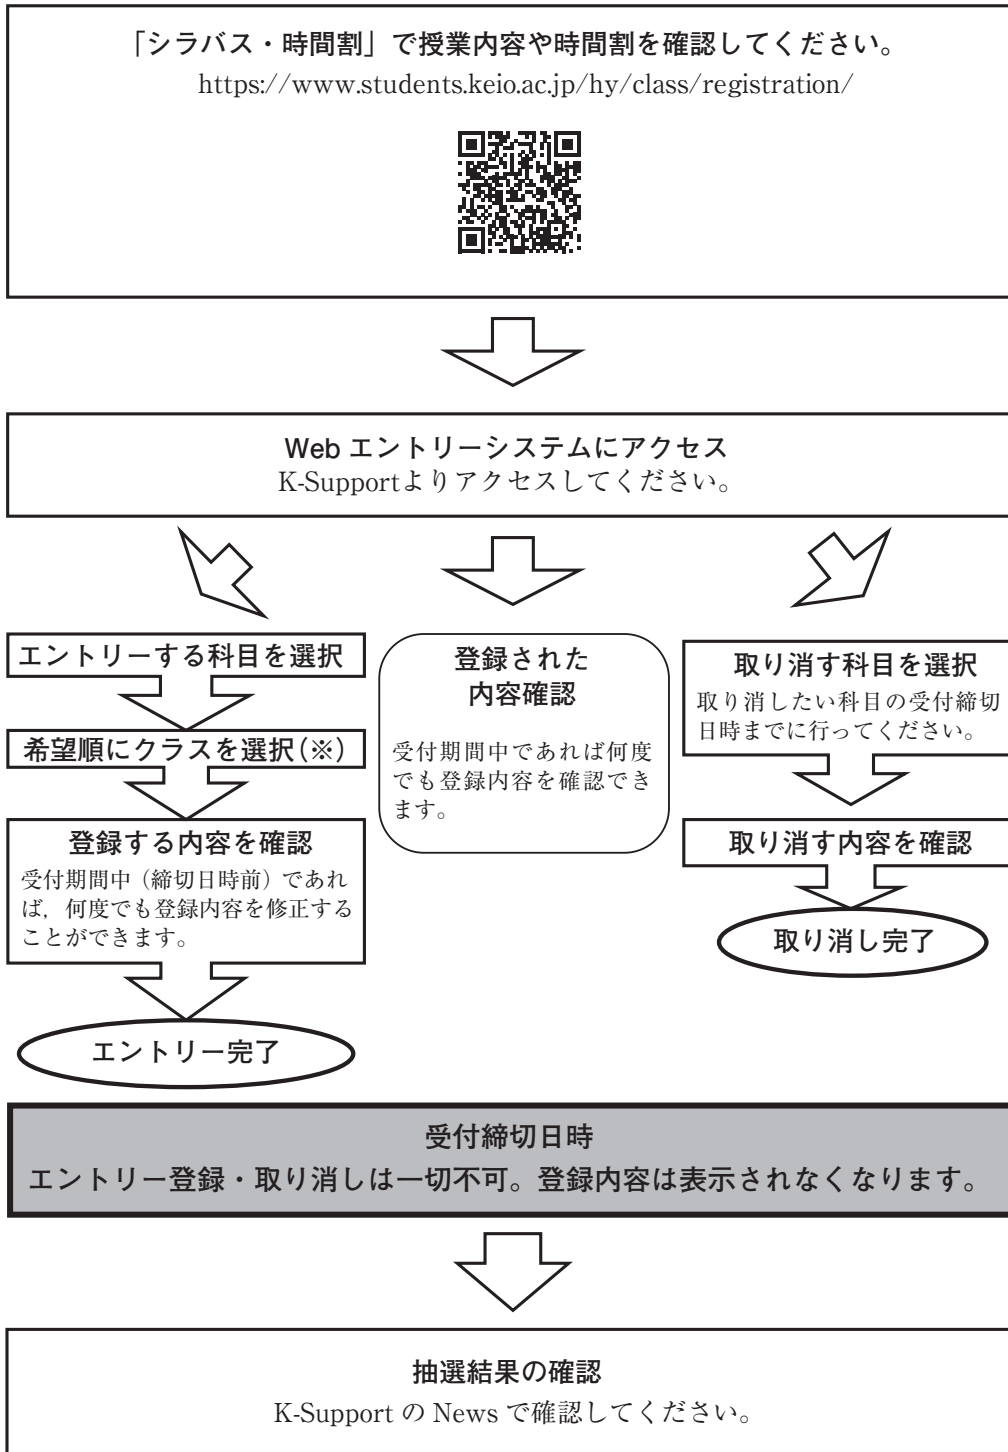 「シラバス・時間割」で授業内容や時間割を確認してください。
https://www.students.keio.ac.jp/hy/class/registration/
Web エントリーシステムにアクセス
K-Supportよりアクセスしてください。
エントリーする科目を選択
希望順にクラスを選択(※)
登録する内容を確認
受付期間中（締切日時前）であれ
ば，何度でも登録内容を修正する
ことができます。
エントリー完了
登録された
内容確認
受付期間中であれば何度
でも登録内容を確認でき
ます。
取り消す科目を選択
取り消したい科目の受付締切
日時までに行ってください。
取り消す内容を確認
取り消し完了
受付締切日時
エントリー登録・取り消しは一切不可。登録内容は表示されなくなります。
抽選結果の確認
K-Support の News で確認してください。